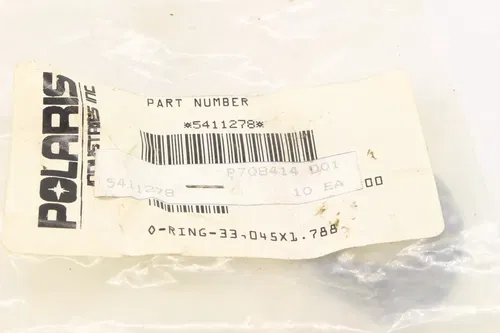 POLARIS
INDUSTRIES INC
PART NUMBER
*5411278*
5411278 — P708414 001
10 EA
00
O-RING-33,045X1.788